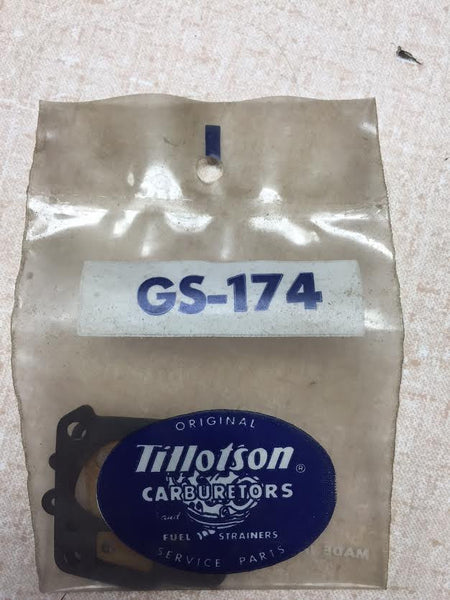 GS-174
ORIGINAL
Tillotson®
CARBURETORS
and
FUEL STRAINERS
SERVICE PARTS
MADE